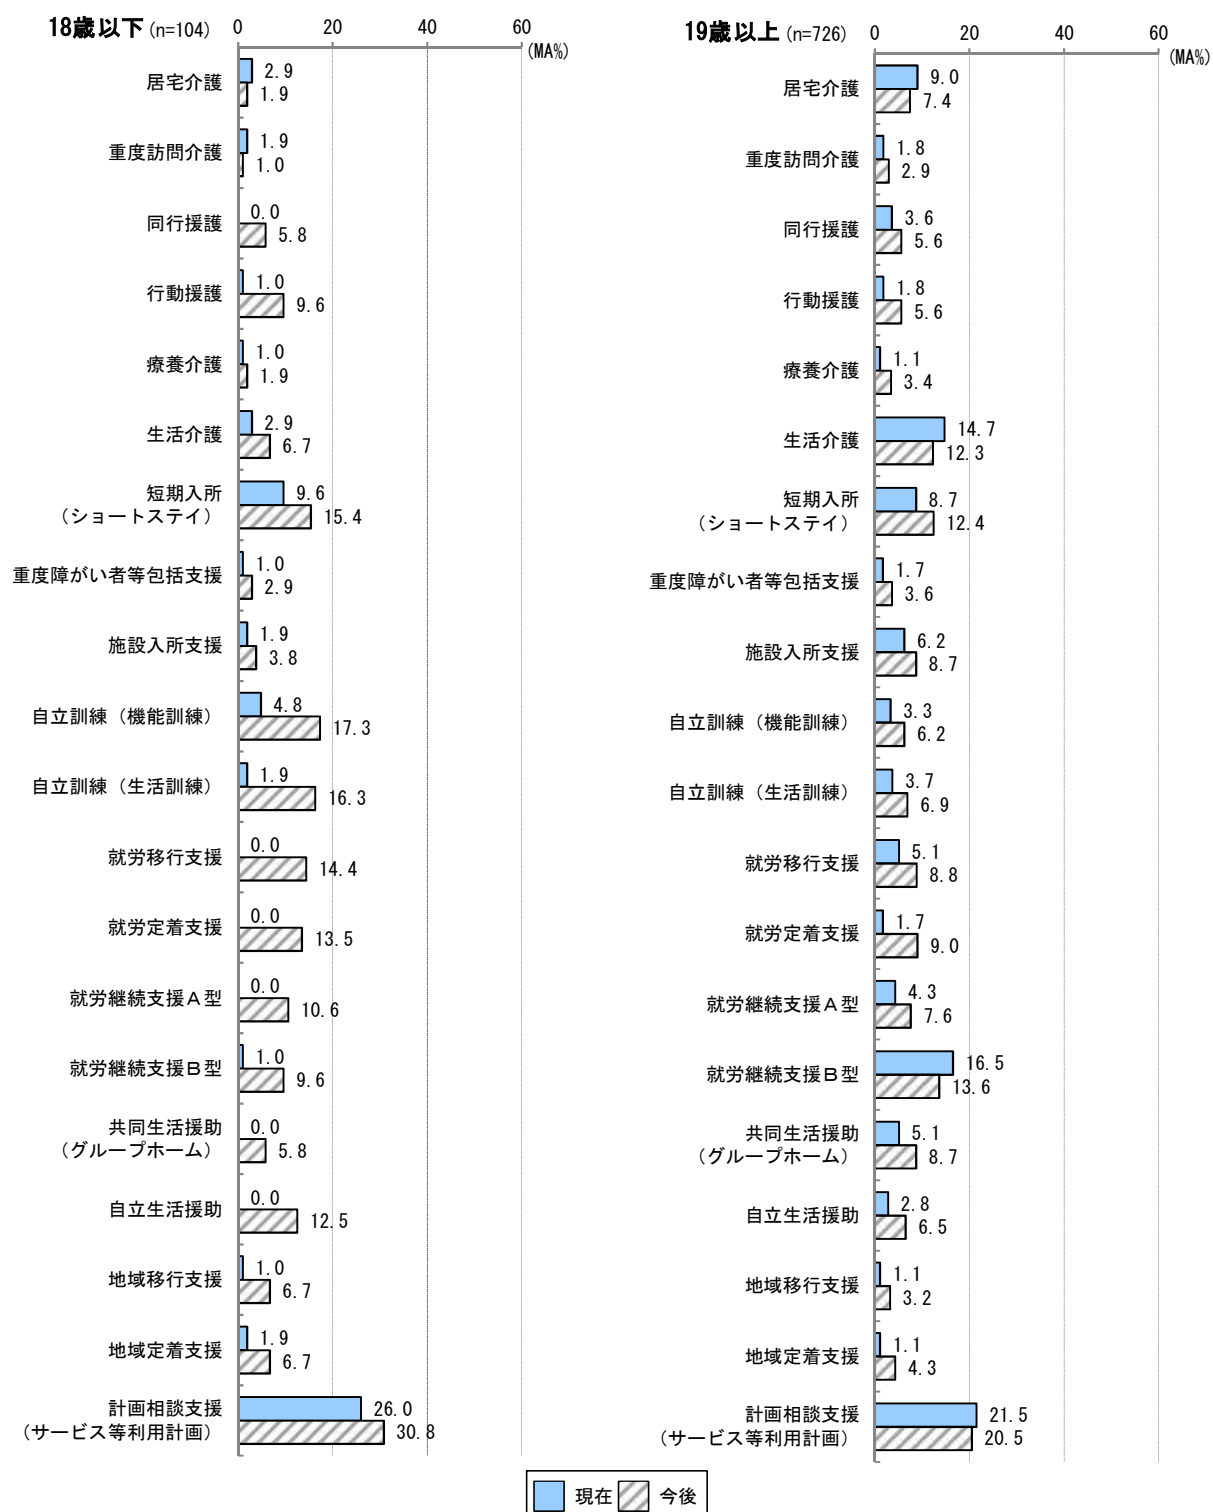 18歳以下 (n=104)
0 20 40 60
(MA%)
居宅介護
2.9
1.9
重度訪問介護
1.9
1.0
同行援護
0.0
5.8
行動援護
1.0
9.6
療養介護
1.0
1.9
生活介護
2.9
6.7
短期入所
（ショートステイ）
9.6
15.4
重度障がい者等包括支援
1.0
2.9
施設入所支援
1.9
3.8
自立訓練（機能訓練）
4.8
17.3
自立訓練（生活訓練）
1.9
16.3
就労移行支援
0.0
14.4
就労定着支援
0.0
13.5
就労継続支援Ａ型
0.0
10.6
就労継続支援Ｂ型
1.0
9.6
共同生活援助
（グループホーム）
0.0
5.8
自立生活援助
0.0
12.5
地域移行支援
1.0
6.7
地域定着支援
1.9
6.7
計画相談支援
（サービス等利用計画）
26.0
30.8
19歳以上 (n=726)
0 20 40 60
(MA%)
居宅介護
9.0
7.4
重度訪問介護
1.8
2.9
同行援護
3.6
5.6
行動援護
1.8
5.6
療養介護
1.1
3.4
生活介護
14.7
12.3
短期入所
（ショートステイ）
8.7
12.4
重度障がい者等包括支援
1.7
3.6
施設入所支援
6.2
8.7
自立訓練（機能訓練）
3.3
6.2
自立訓練（生活訓練）
3.7
6.9
就労移行支援
5.1
8.8
就労定着支援
1.7
9.0
就労継続支援Ａ型
4.3
7.6
就労継続支援Ｂ型
16.5
13.6
共同生活援助
（グループホーム）
5.1
8.7
自立生活援助
2.8
6.5
地域移行支援
1.1
3.2
地域定着支援
1.1
4.3
計画相談支援
（サービス等利用計画）
21.5
20.5
現在 今後